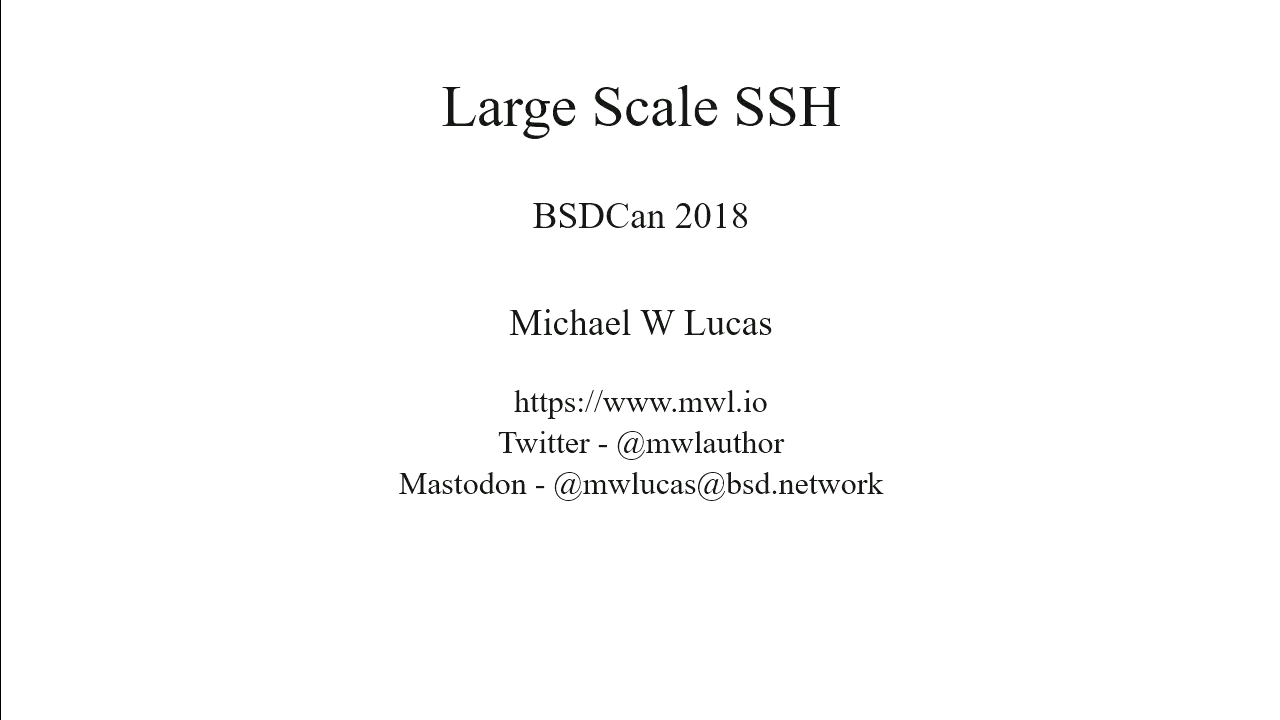 Large Scale SSH
BSDCan 2018
Michael W Lucas
https://www.mwl.io
Twitter - @mwlauthor
Mastodon - @mwlucas@bsd.network